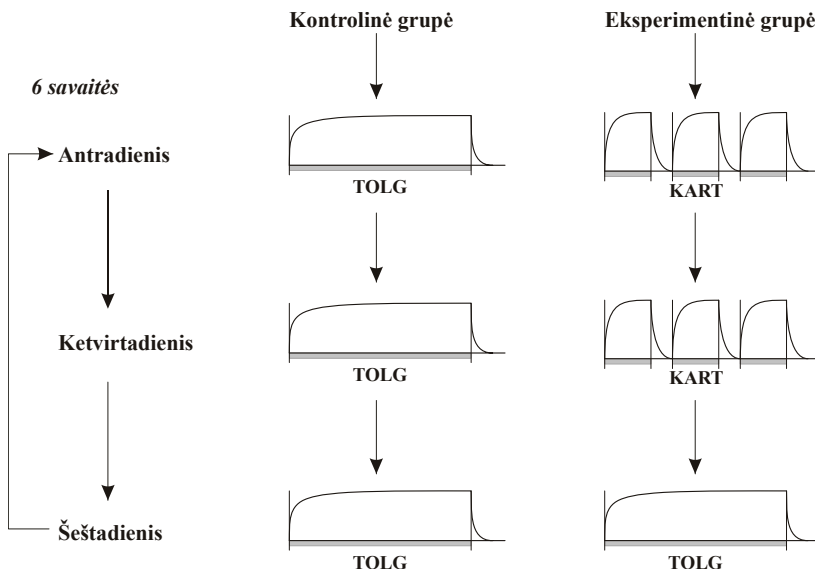 Kontrolinė grupė
Eksperimentinė grupė
6 savaitės
Antradienis
TOLG
KART
Ketvirtadienis
TOLG
KART
Šeštadienis
TOLG
TOLG